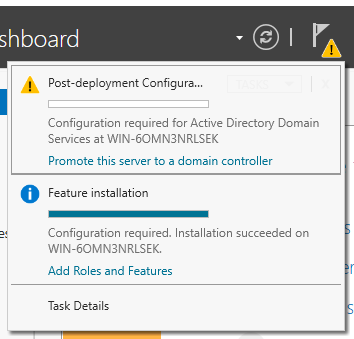 shboard
Post-deployment Configura...
TASKS
Configuration required for Active Directory Domain
Services at WIN-6OMN3NRLSEK
Promote this server to a domain controller
Feature installation
Configuration required. Installation succeeded on
WIN-6OMN3NRLSEK.
Add Roles and Features
Task Details